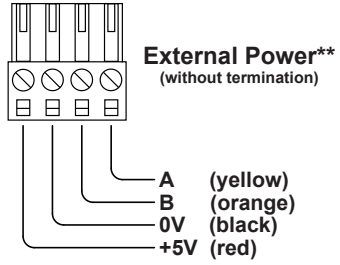 External Power**
(without termination)
A (yellow)
B (orange)
0V (black)
+5V (red)